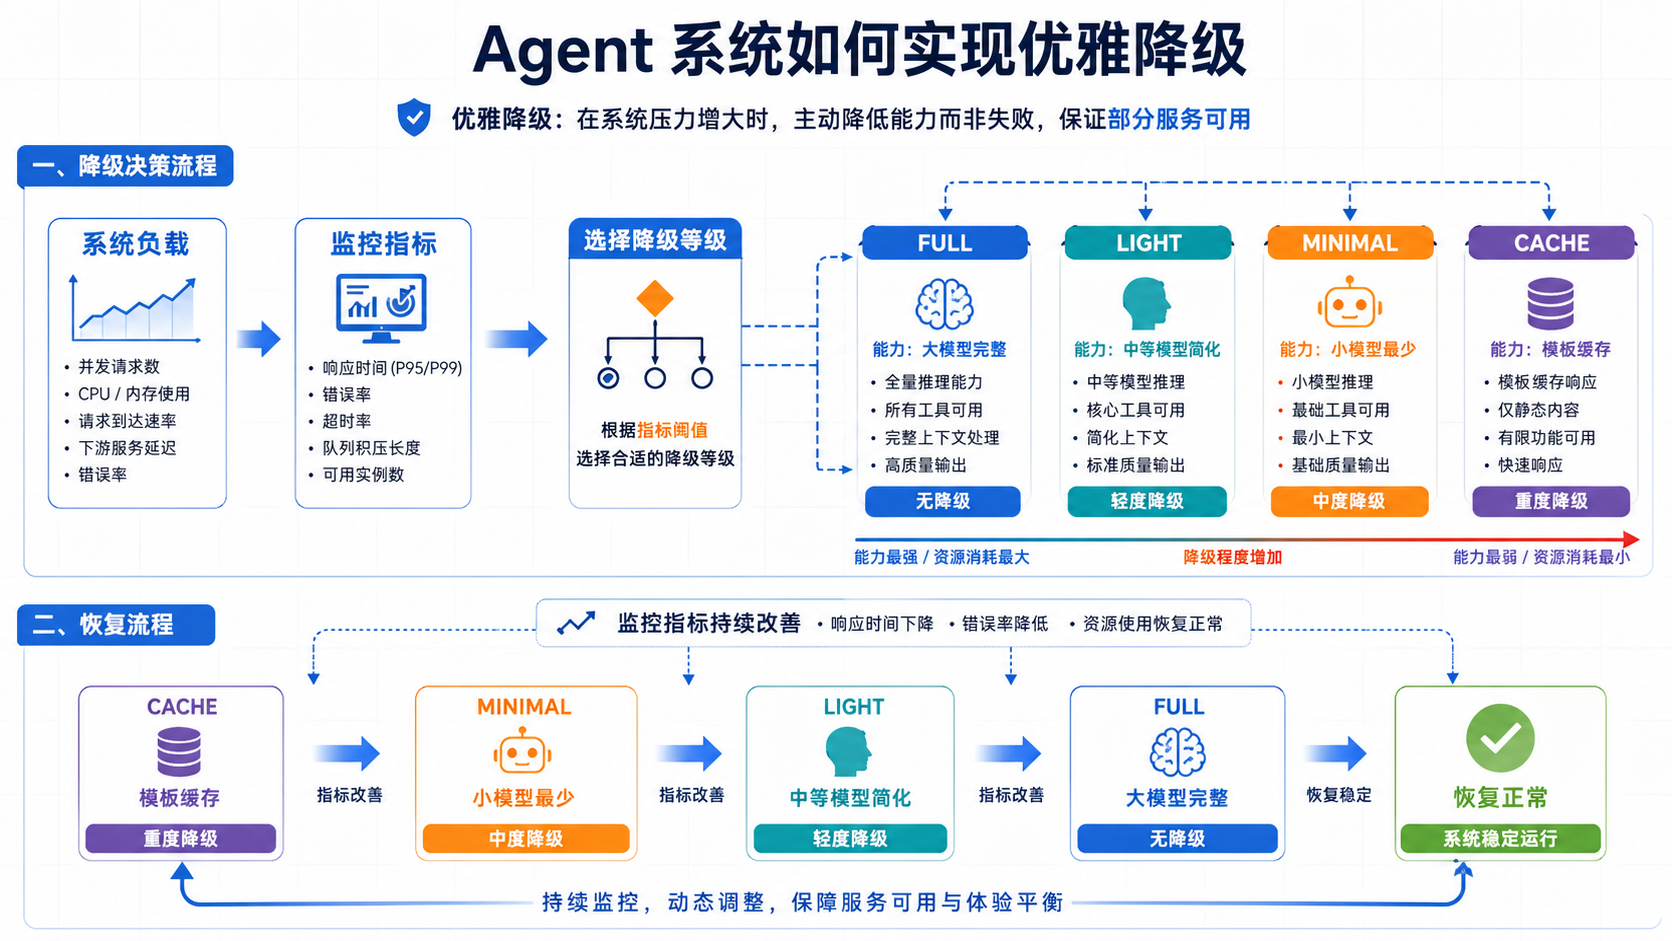 Agent 系统如何实现优雅降级
优雅降级：在系统压力增大时，主动降低能力而非失败，保证部分服务可用
一、降级决策流程
系统负载
• 并发请求数
• CPU / 内存使用
• 请求到达速率
• 下游服务延迟
• 错误率
监控指标
• 响应时间 (P95/P99)
• 错误率
• 超时率
• 队列积压长度
• 可用实例数
选择降级等级
根据指标阈值
选择合适的降级等级
FULL
能力：大模型完整
• 全量推理能力
• 所有工具可用
• 完整上下文处理
• 高质量输出
无降级
LIGHT
能力：中等模型简化
• 中等模型推理
• 核心工具可用
• 简化上下文
• 标准质量输出
轻度降级
MINIMAL
能力：小模型最少
• 小模型推理
• 基础工具可用
• 最小上下文
• 基础质量输出
中度降级
CACHE
能力：模板缓存
• 模板缓存响应
• 仅静态内容
• 有限功能可用
• 快速响应
重度降级
能力最强 / 资源消耗最大
降级程度增加
能力最弱 / 资源消耗最小
二、恢复流程
监控指标持续改善 • 响应时间下降 • 错误率降低 • 资源使用恢复正常
CACHE
模板缓存
重度降级
指标改善
MINIMAL
小模型最少
中度降级
指标改善
LIGHT
中等模型简化
轻度降级
指标改善
FULL
大模型完整
无降级
恢复稳定
恢复正常
系统稳定运行
持续监控，动态调整，保障服务可用与体验平衡